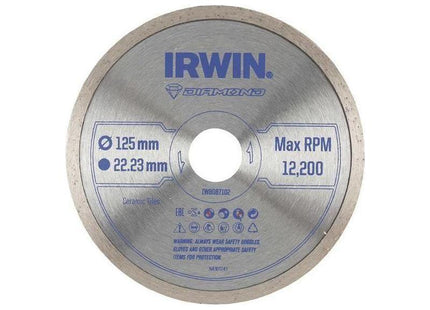 IRWIN.
DIAMOND
Ø 125 mm
22.23 mm
Max RPM
12,200
Ceramic Tiles
EAC
WARNING: ALWAYS WEAR SAFETY GOGGLES,
GLOVES AND OTHER APPROPRIATE SAFETY
ITEMS FOR PROTECTION.